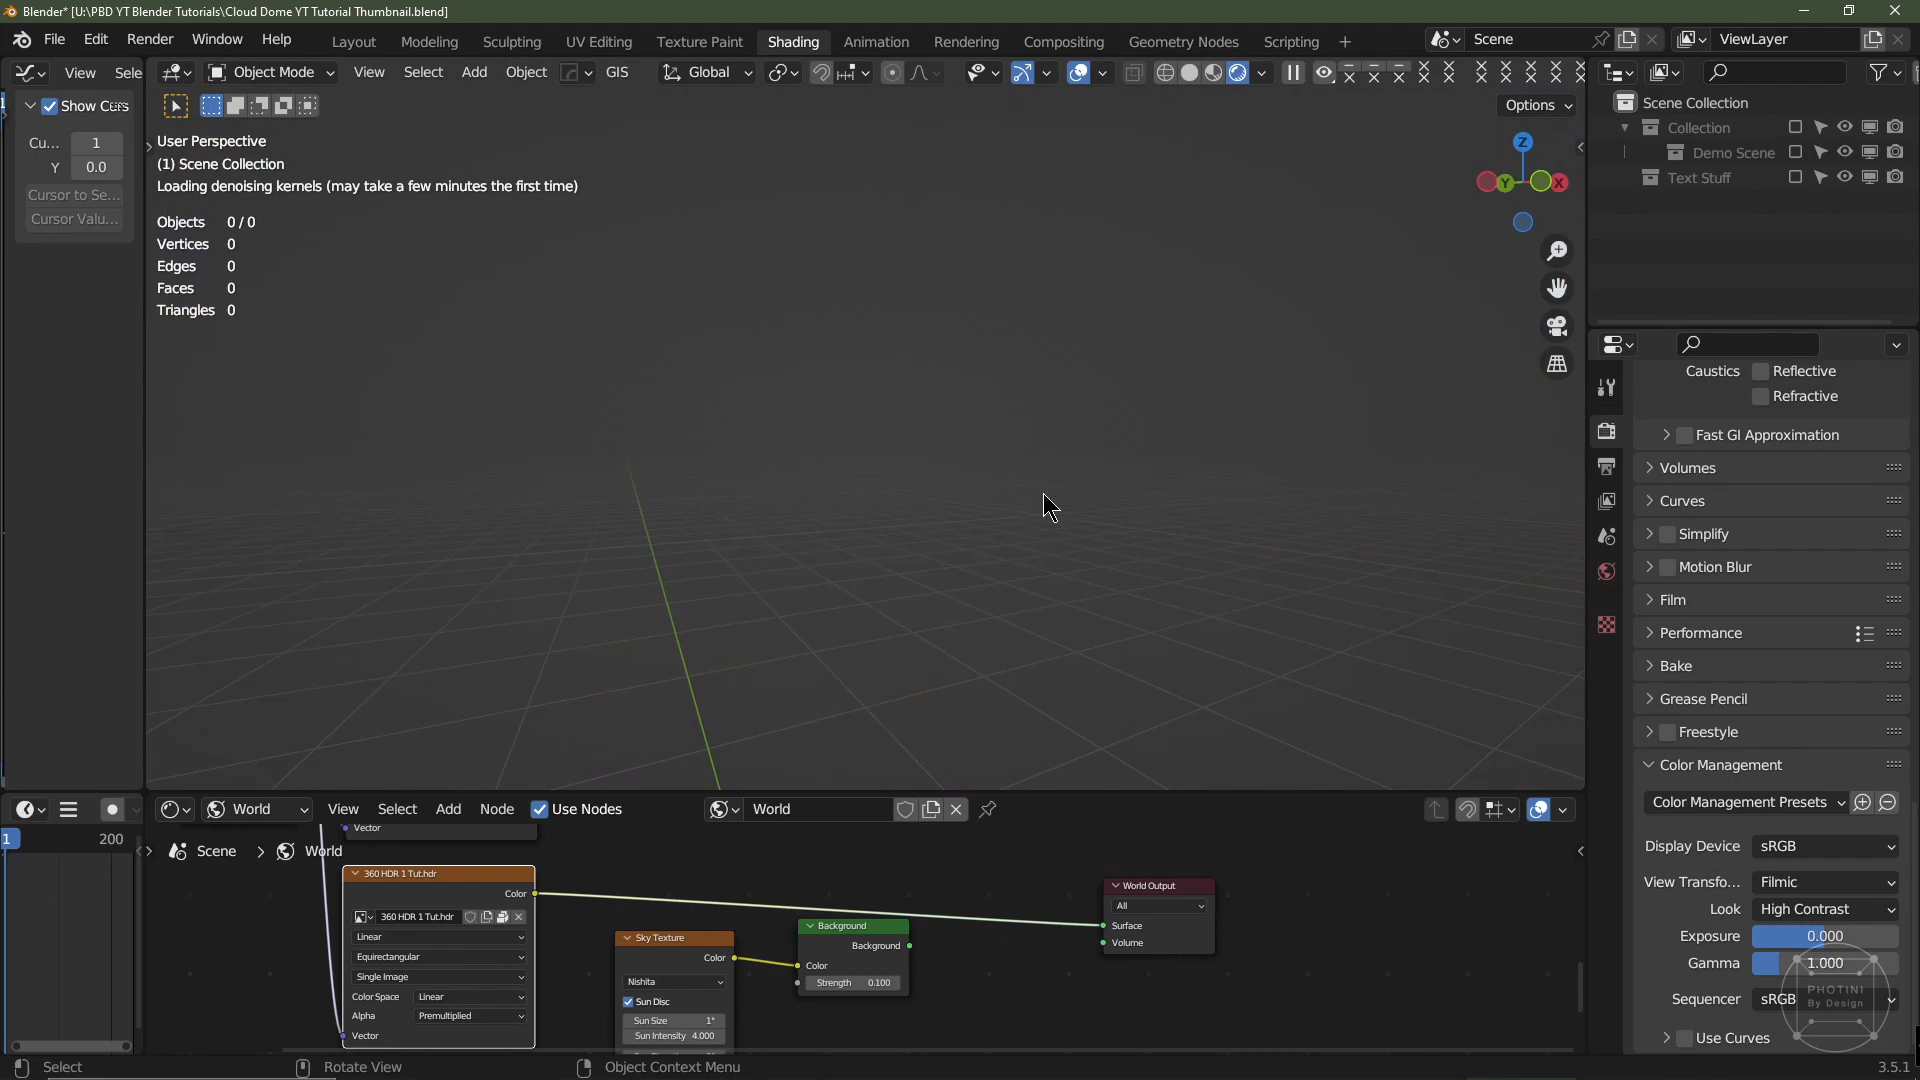 Blender* [U:\PBD YT Blender Tutorials\Cloud Dome YT Tutorial Thumbnail.blend]
File Edit Render Window Help
Layout Modeling Sculpting UV Editing Texture Paint Shading Animation Rendering Compositing Geometry Nodes Scripting
Scene ViewLayer
View Sele
Object Mode View Select Add Object GIS Global
Show Curs
Cu... 1
Y 0.0
Cursor to Se...
Cursor Valu...
Options
User Perspective
(1) Scene Collection
Loading denoising kernels (may take a few minutes the first time)
Objects 0 / 0
Vertices 0
Edges 0
Faces 0
Triangles 0
Z
Y
X
Scene Collection
Collection
Demo Scene
Text Stuff
Caustics Reflective
Refractive
Fast GI Approximation
Volumes
Curves
Simplify
Motion Blur
Film
Performance
Bake
Grease Pencil
Freestyle
Color Management
Color Management Presets
Display Device sRGB
View Transfo... Filmic
Look High Contrast
Exposure 0.000
Gamma 1.000
Sequencer sRGB
Use Curves
PHOTINI
By Design
1 200
World View Select Add Node Use Nodes World
Vector
Scene > World
360 HDR 1 Tut.hdr
Color
360 HDR 1 Tut.hdr
Linear
Equirectangular
Single Image
Color Space Linear
Alpha Premultiplied
Vector
Sky Texture
Color
Nishita
Sun Disc
Sun Size 1°
Sun Intensity 4.000
Background
Background
Color
Strength 0.100
World Output
All
Surface
Volume
Select Rotate View Object Context Menu 3.5.1